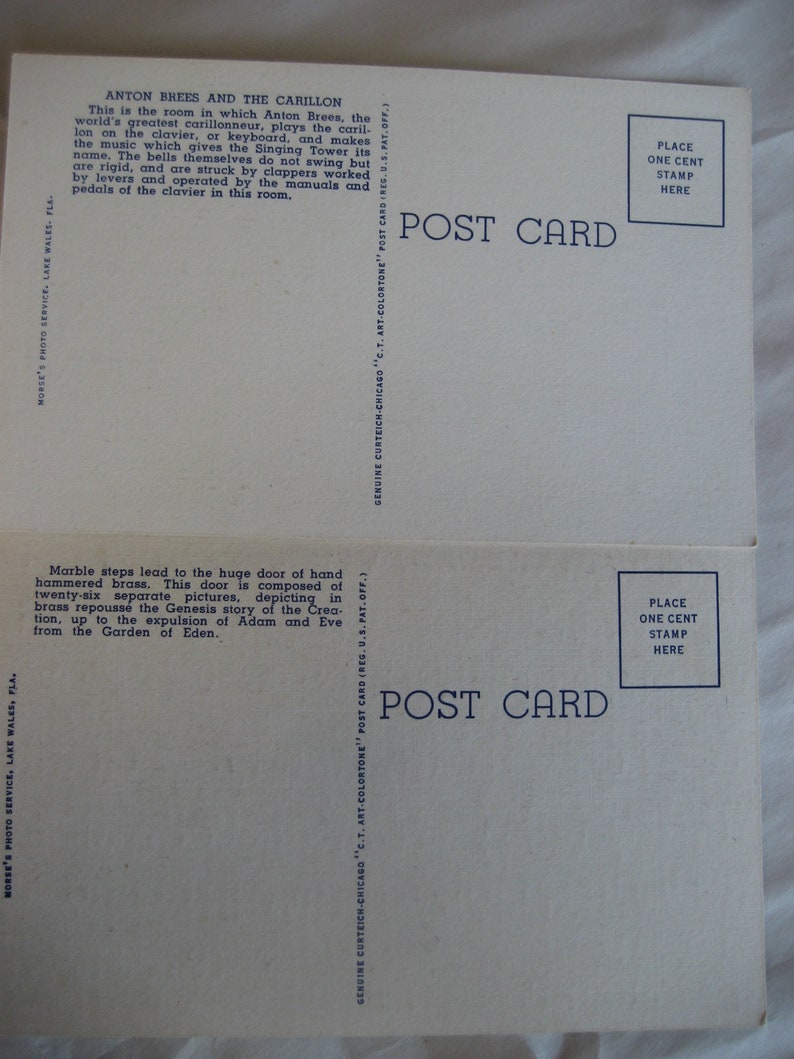 ANTON BREES AND THE CARILLON
This is the room in which Anton Brees, the
world's greatest carillonneur, plays the caril-
lon on the clavier, or keyboard, and makes
the music which gives the Singing Tower its
name. The bells themselves do not swing but
are rigid, and are struck by clappers worked
by levers and operated by the manuals and
pedals of the clavier in this room.
MORSE'S PHOTO SERVICE, LAKE WALES, FLA.
GENUINE CURTEICH-CHICAGO "C.T. ART-COLORTONE" POST CARD (REG. U.S. PAT. OFF.)
POST CARD
PLACE
ONE CENT
STAMP
HERE
Marble steps lead to the huge door of hand
hammered brass. This door is composed of
twenty-six separate pictures, depicting in
brass repousse the Genesis story of the Crea-
tion, up to the expulsion of Adam and Eve
from the Garden of Eden.
MORSE'S PHOTO SERVICE, LAKE WALES, FLA.
GENUINE CURTEICH-CHICAGO "C.T. ART-COLORTONE" POST CARD (REG. U.S. PAT. OFF.)
POST CARD
PLACE
ONE CENT
STAMP
HERE